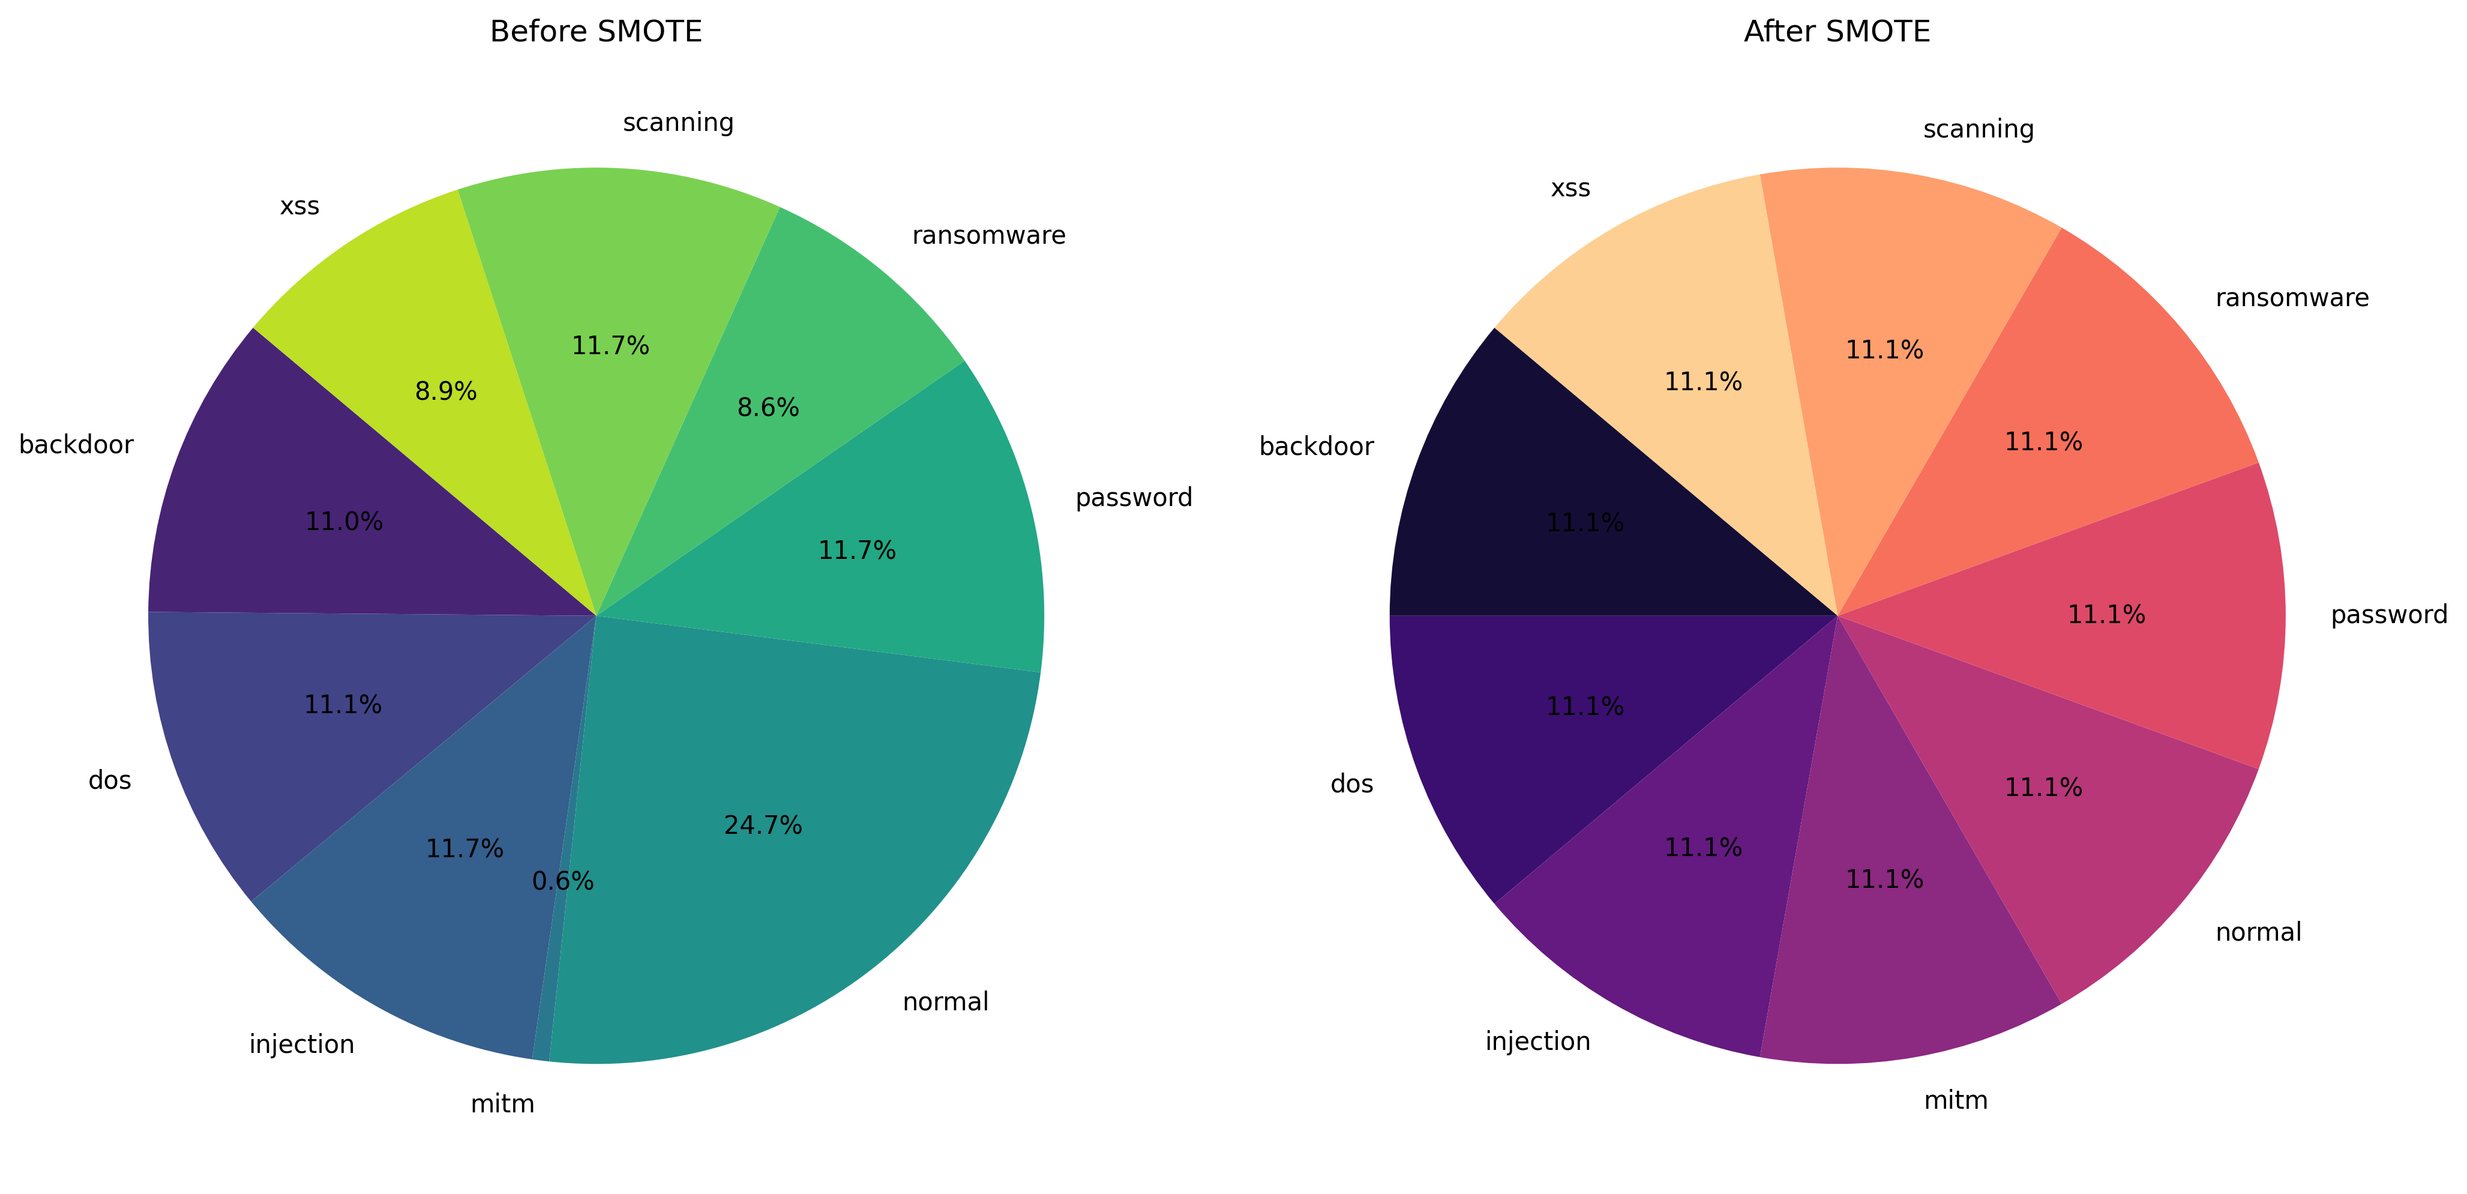 Before SMOTE
scanning
xss
ransomware
11.7%
8.9%
8.6%
backdoor
password
11.0%
11.7%
11.1%
dos
24.7%
11.7%
0.6%
normal
injection
mitm
After SMOTE
scanning
xss
ransomware
11.1%
11.1%
11.1%
backdoor
11.1%
11.1%
password
11.1%
dos
11.1%
11.1%
11.1%
normal
injection
mitm